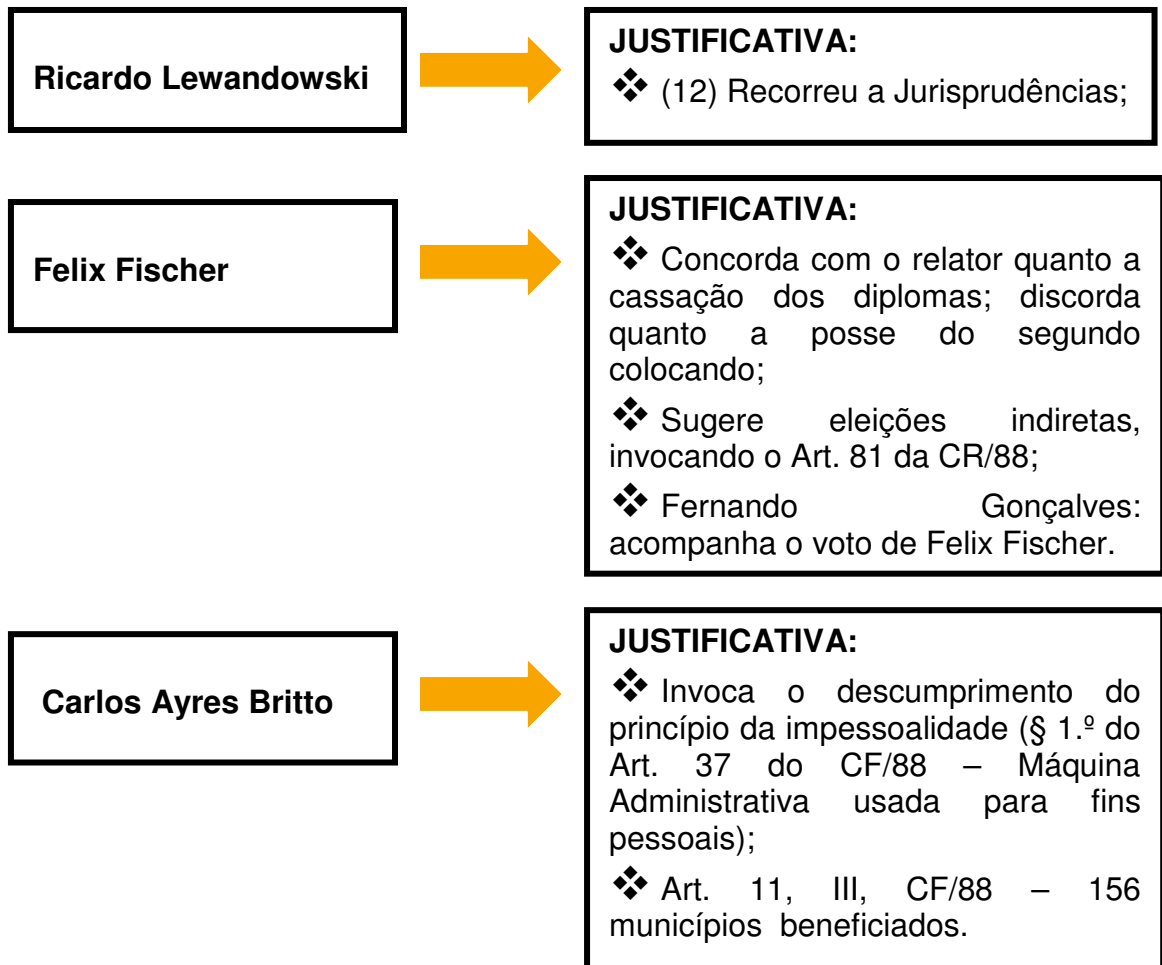 Ricardo Lewandowski
JUSTIFICATIVA:
❖ (12) Recorreu a Jurisprudências;
Felix Fischer
JUSTIFICATIVA:
❖ Concorda com o relator quanto a
cassação dos diplomas; discorda
quanto a posse do segundo
colocando;
❖ Sugere eleições indiretas,
invocando o Art. 81 da CR/88;
❖ Fernando Gonçalves:
acompanha o voto de Felix Fischer.
Carlos Ayres Britto
JUSTIFICATIVA:
❖ Invoca o descumprimento do
princípio da impessoalidade (§ 1.º do
Art. 37 do CF/88 – Máquina
Administrativa usada para fins
pessoais);
❖ Art. 11, III, CF/88 – 156
municípios beneficiados.